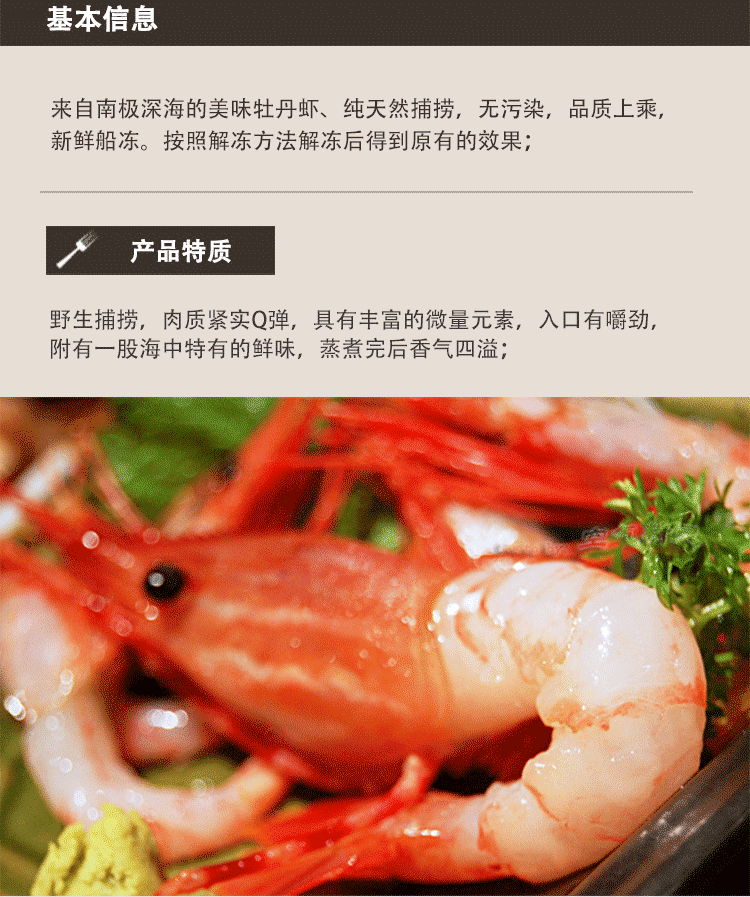 基本信息
来自南极深海的美味牡丹虾、纯天然捕捞，无污染，品质上乘，
新鲜船冻。按照解冻方法解冻后得到原有的效果；
产品特质
野生捕捞，肉质紧实Q弹，具有丰富的微量元素，入口有嚼劲，
附有一股海中特有的鲜味，蒸煮完后香气四溢；